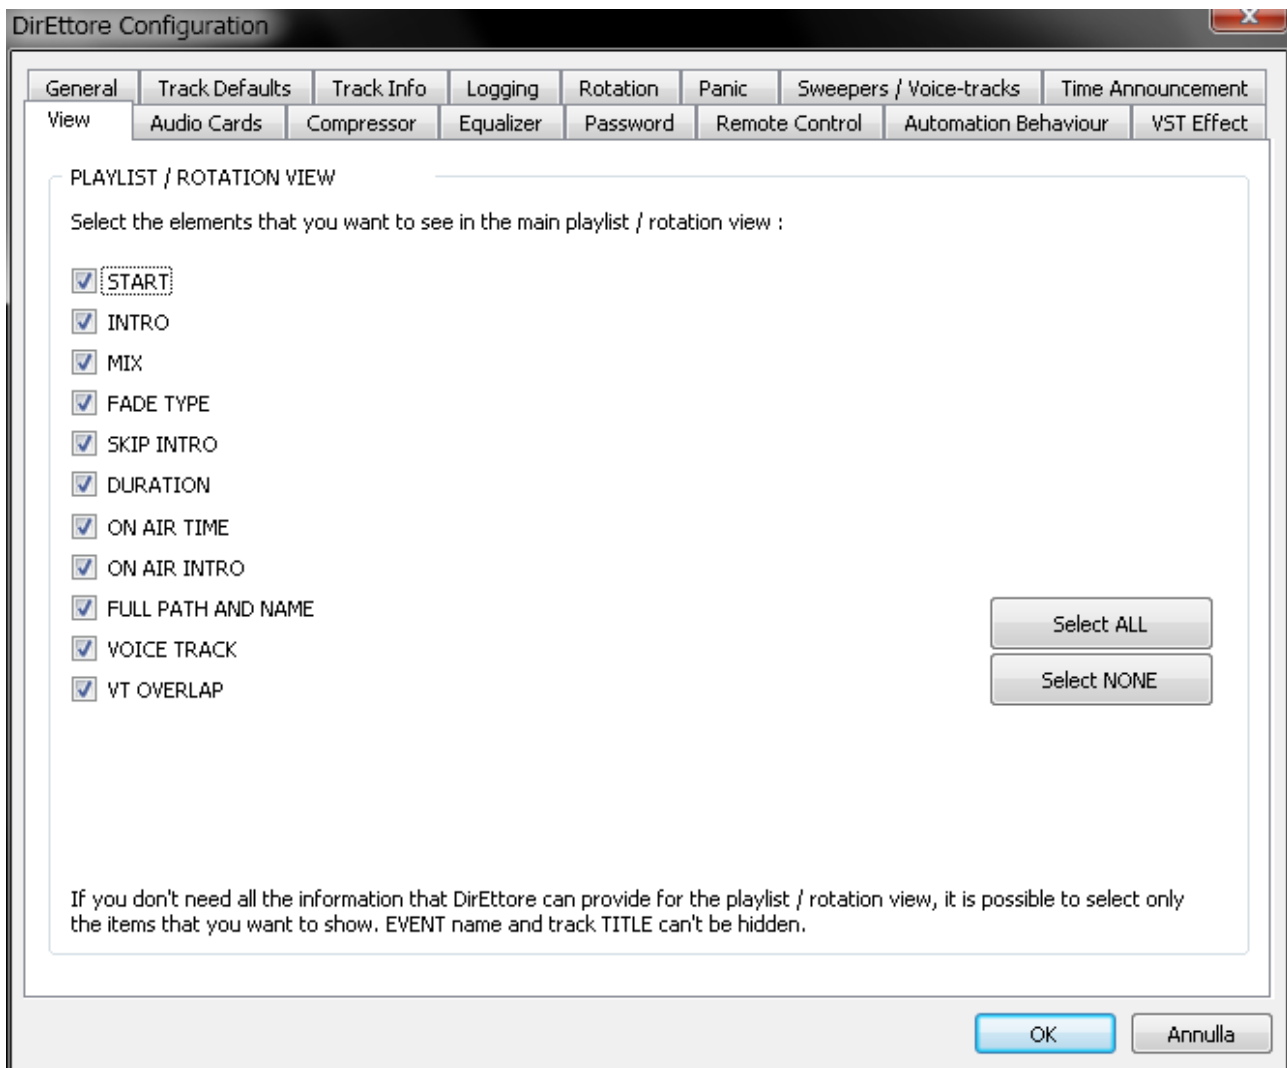 DirEttore Configuration
General Track Defaults Track Info Logging Rotation Panic Sweepers / Voice-tracks Time Announcement
View Audio Cards Compressor Equalizer Password Remote Control Automation Behaviour VST Effect
PLAYLIST / ROTATION VIEW
Select the elements that you want to see in the main playlist / rotation view :
START
INTRO
MIX
FADE TYPE
SKIP INTRO
DURATION
ON AIR TIME
ON AIR INTRO
FULL PATH AND NAME
VOICE TRACK
VT OVERLAP
Select ALL
Select NONE
If you don't need all the information that DirEttore can provide for the playlist / rotation view, it is possible to select only
the items that you want to show. EVENT name and track TITLE can't be hidden.
OK Annulla